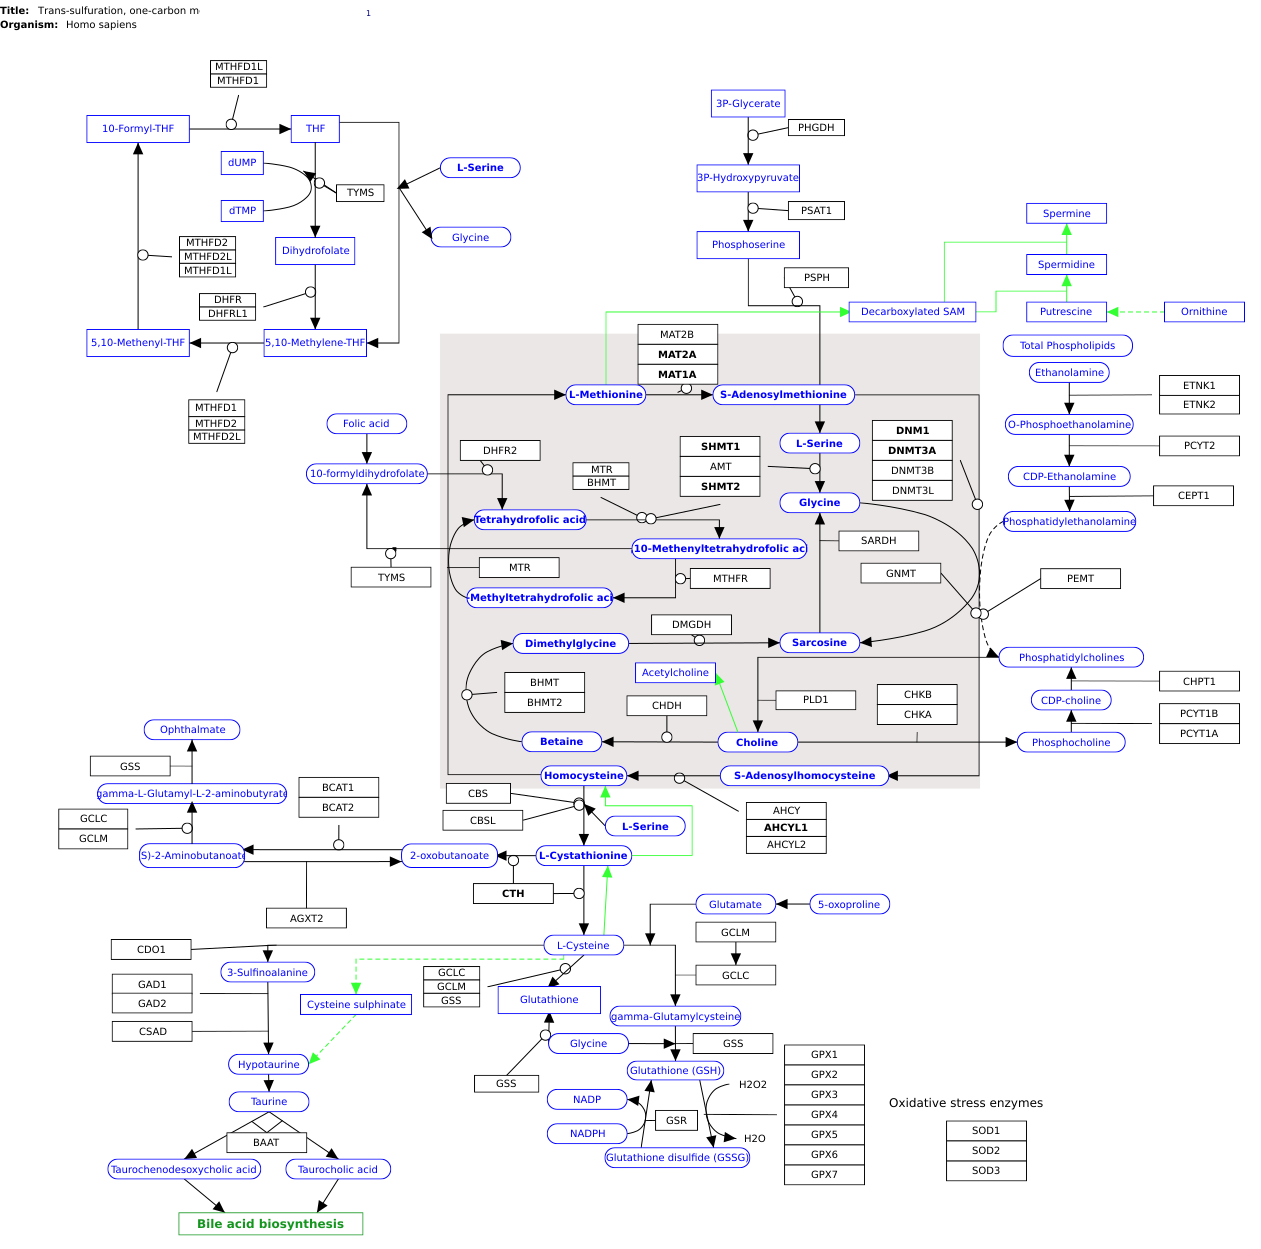 Title: Trans-sulfuration, one-carbon m
1
Organism: Homo sapiens
MTHFD1L
MTHFD1
10-Formyl-THF
THF
dUMP
dTMP
TYMS
L-Serine
Glycine
MTHFD2
MTHFD2L
MTHFD1L
Dihydrofolate
DHFR
DHFRL1
5,10-Methenyl-THF
5,10-Methylene-THF
MTHFD1
MTHFD2
MTHFD2L
3P-Glycerate
PHGDH
3P-Hydroxypyruvate
PSAT1
Phosphoserine
PSPH
Spermine
Spermidine
Decarboxylated SAM
Putrescine
Ornithine
Total Phospholipids
Ethanolamine
ETNK1
ETNK2
O-Phosphoethanolamine
PCYT2
CDP-Ethanolamine
CEPT1
Phosphatidylethanolamine
PEMT
Phosphatidylcholines
CHPT1
CDP-choline
PCYT1B
PCYT1A
Phosphocholine
MAT2B
MAT2A
MAT1A
L-Methionine
S-Adenosylmethionine
Folic acid
10-formyldihydrofolate
DHFR2
MTR
BHMT
SHMT1
AMT
SHMT2
L-Serine
Glycine
DNM1
DNMT3A
DNMT3B
DNMT3L
Tetrahydrofolic acid
10-Menyltetrahydrofolic ac
SARDH
TYMS
MTR
MTHFR
GNMT
Methyltetrahydrofolic aci
DMGDH
Dimethylglycine
Sarcosine
Acetylcholine
BHMT
BHMT2
CHDH
PLD1
CHKB
CHKA
Betaine
Choline
Homocysteine
S-Adenosylhomocysteine
CBS
CBSL
L-Serine
AHCY
AHCYL1
AHCYL2
Ophthalmate
GSS
gamma-L-Glutamyl-L-2-aminobutyrate
GCLC
GCLM
BCAT1
BCAT2
S)-2-Aminobutanoate
2-oxobutanoate
L-Cystathionine
CTH
AGXT2
Glutamate
5-oxoproline
GCLM
GCLC
CDO1
L-Cysteine
3-Sulfinoalanine
GAD1
GAD2
CSAD
Cysteine sulphinate
GCLC
GCLM
GSS
Glutathione
gamma-Glutamylcysteine
Glycine
GSS
GSS
Hypotaurine
Glutathione (GSH)
Taurine
NADP
NADPH
GSR
H2O2
H2O
GPX1
GPX2
GPX3
GPX4
GPX5
GPX6
GPX7
Oxidative stress enzymes
SOD1
SOD2
SOD3
BAAT
Glutathione disulfide (GSSG)
Taurochenodesoxycholic acid
Taurocholic acid
Bile acid biosynthesis